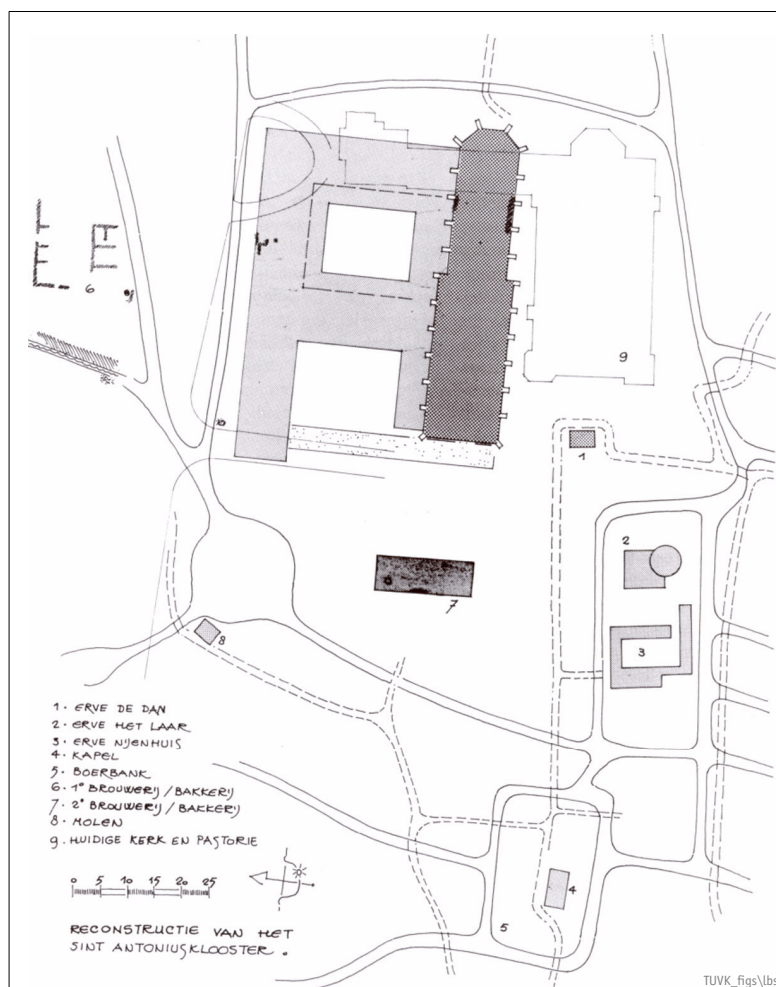 6
9
1
2
3
7
8
1. ERVE DE DAN
2. ERVE HET LAAR
3. ERVE NIJENHUIS
4. KAPEL
5. BOERBANK
6. 1e BROUWERIJ/BAKKERIJ
7. 2e BROUWERIJ/BAKKERIJ
8. MOLEN
9. HUIDIGE KERK EN PASTORIE
0 5 10 15 20 25
4
5
RECONSTRUCTIE VAN HET
SINT ANTONIUSKLOOSTER.
TUVK_figs\lbs